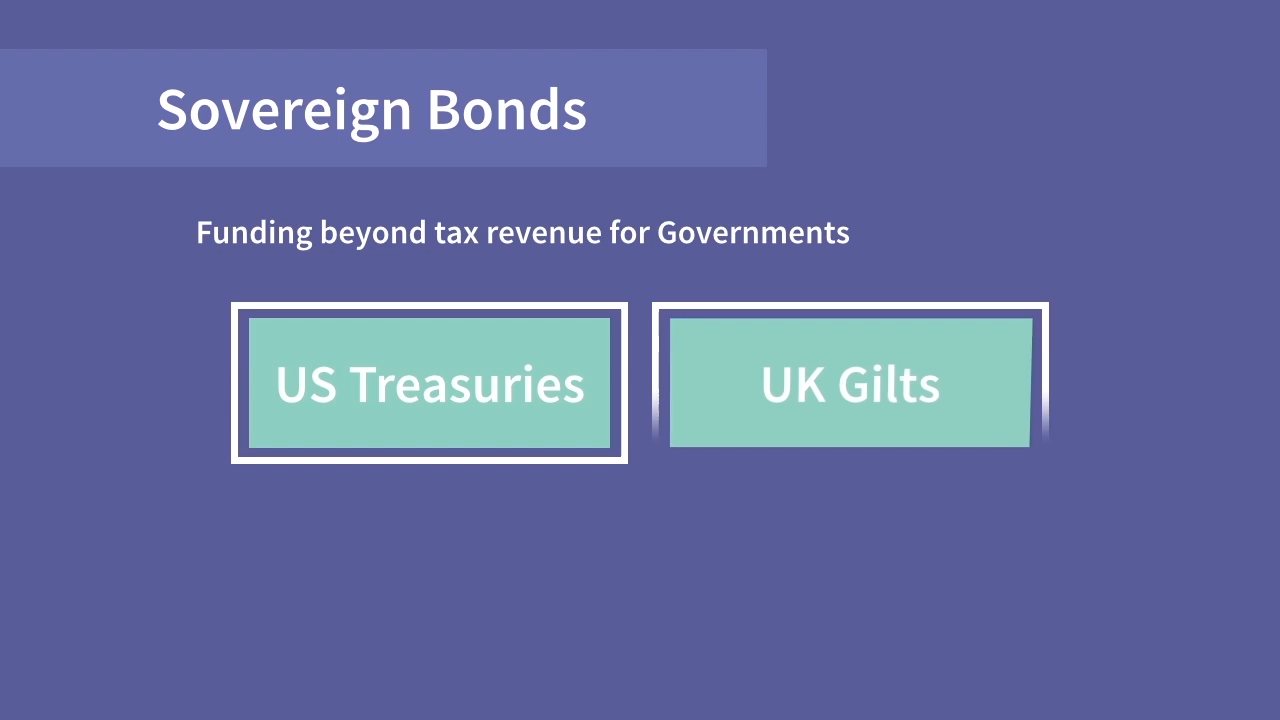 Sovereign Bonds
Funding beyond tax revenue for Governments
US Treasuries
UK Gilts